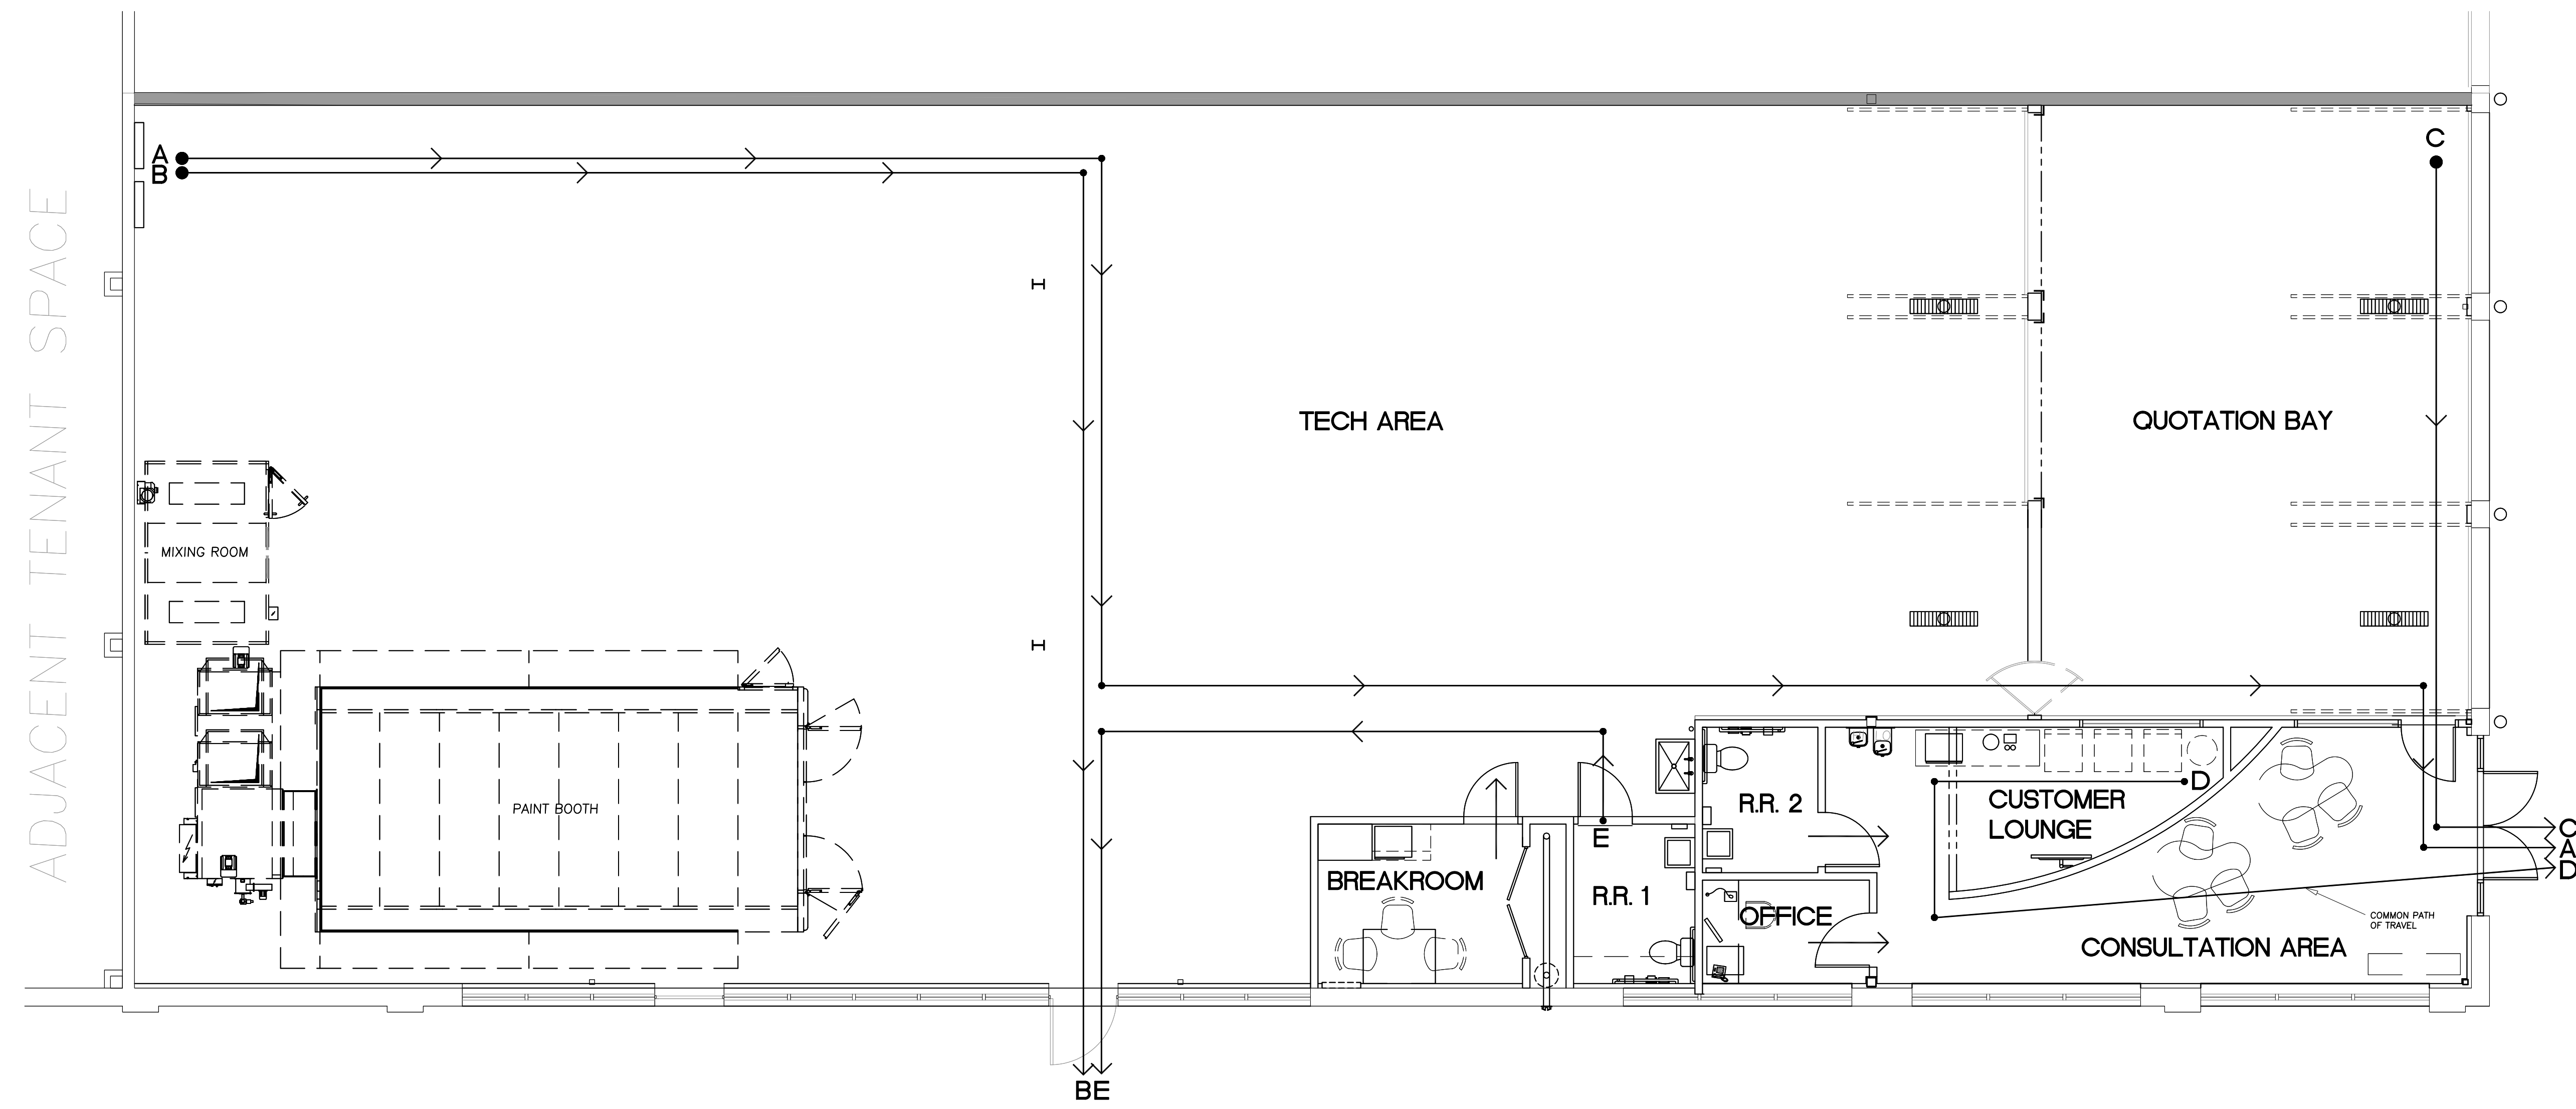 ADJACENT TENANT SPACE
A
B
C
TECH AREA
QUOTATION BAY
MIXING ROOM
PAINT BOOTH
D
R.R. 2
CUSTOMER
LOUNGE
E
C
A
D
BREAKROOM
R.R. 1
OFFICE
COMMON PATH
OF TRAVEL
CONSULTATION AREA
BE